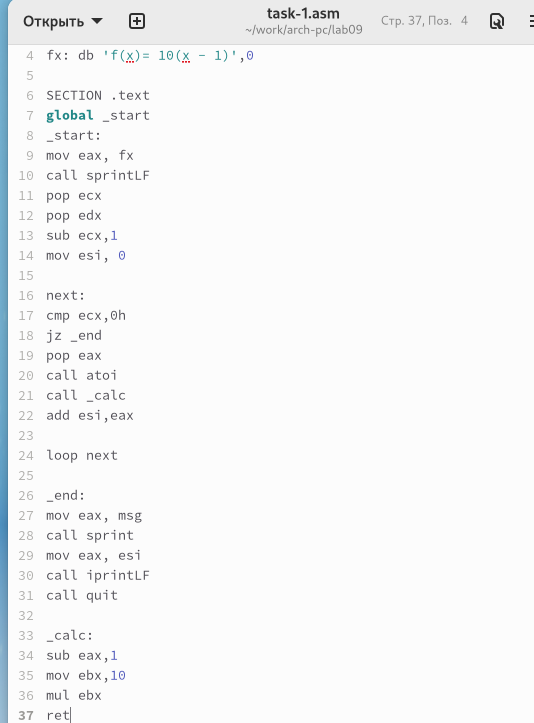 Открыть
task-1.asm
~/work/arch-pc/lab09
Стр. 37, Поз. 4
4 fx: db 'f(x)= 10(x - 1)',0
5
6 SECTION .text
7 global _start
8 _start:
9 mov eax, fx
10 call sprintLF
11 pop ecx
12 pop edx
13 sub ecx,1
14 mov esi, 0
15
16 next:
17 cmp ecx,0h
18 jz _end
19 pop eax
20 call atoi
21 call _calc
22 add esi,eax
23
24 loop next
25
26 _end:
27 mov eax, msg
28 call sprint
29 mov eax, esi
30 call iprintLF
31 call quit
32
33 _calc:
34 sub eax,1
35 mov ebx,10
36 mul ebx
37 ret